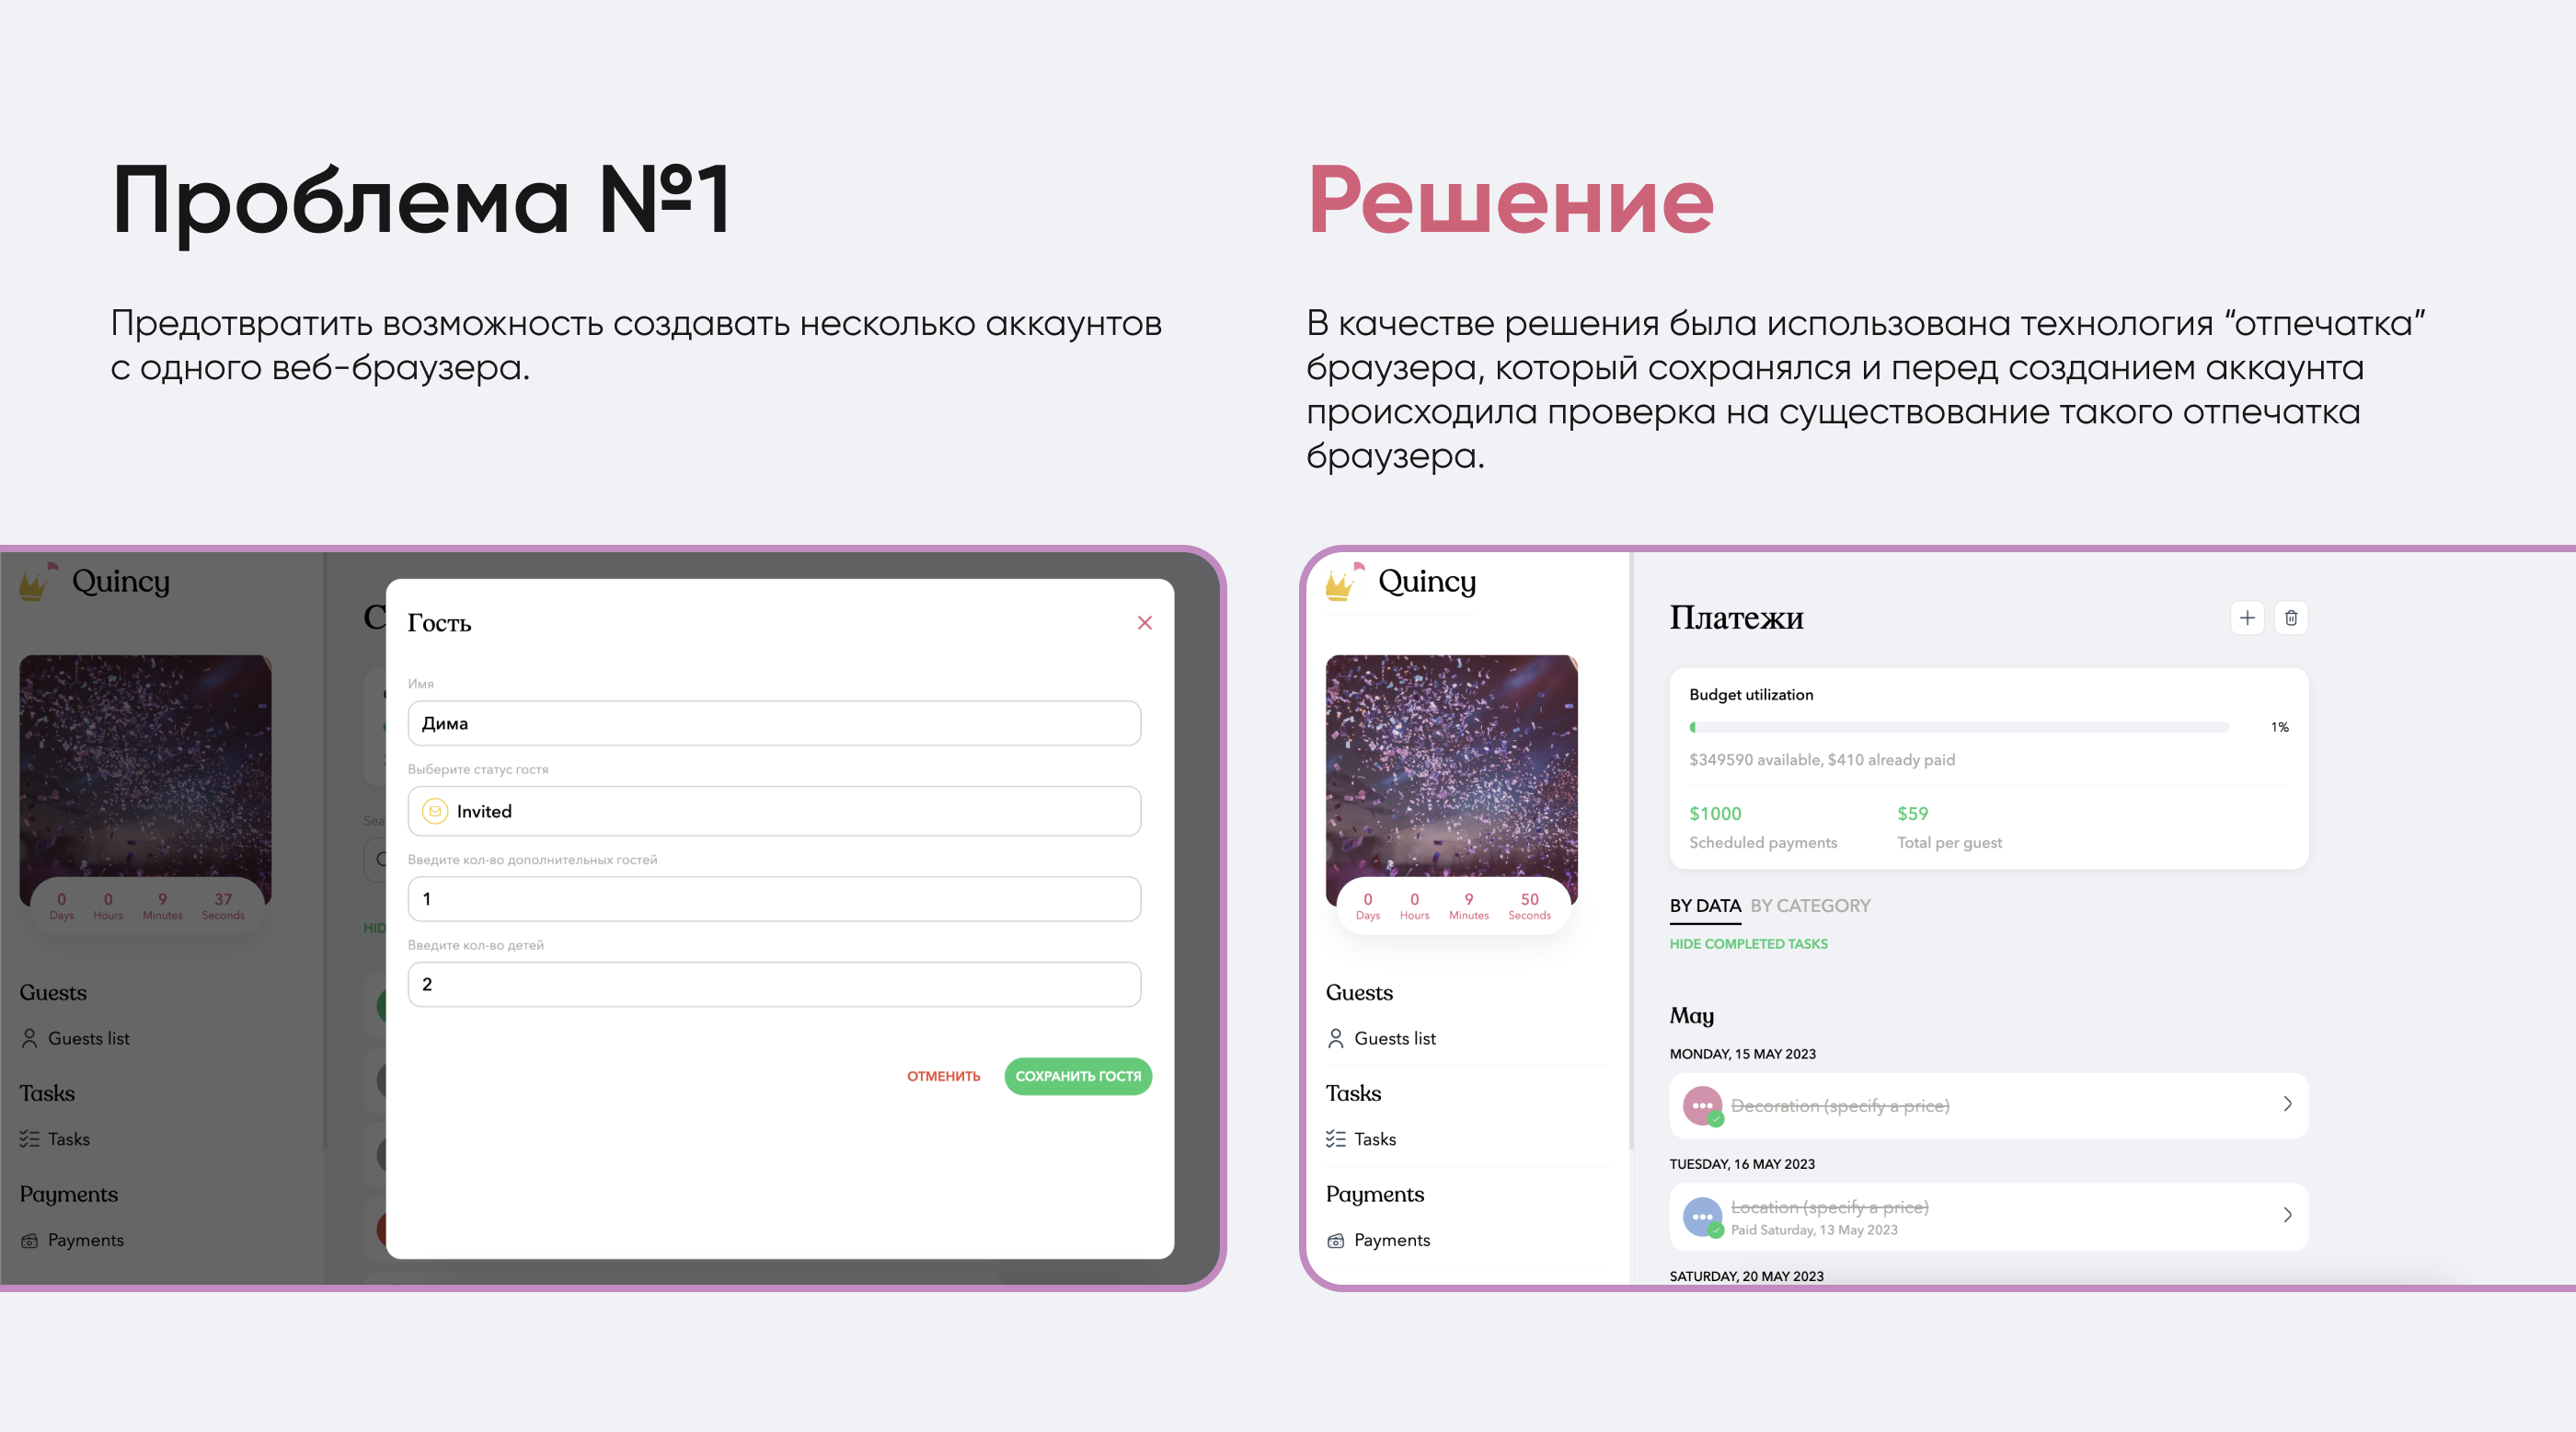 Проблема №1
Предотвратить возможность создавать несколько аккаунтов
с одного веб-браузера.
Решение
В качестве решения была использована технология “отпечатка”
браузера, который сохранялся и перед созданием аккаунта
происходила проверка на существование такого отпечатка
браузера.
Quincy
0 0 9 37
Days Hours Minutes Seconds
Guests
Guests list
Tasks
Tasks
Payments
Payments
С
Sea
HID
Гость
Имя
Дима
Выберите статус гостя
Invited
Введите кол-во дополнительных гостей
1
Введите кол-во детей
2
ОТМЕНИТЬ СОХРАНИТЬ ГОСТЯ
Quincy
0 0 9 50
Days Hours Minutes Seconds
Guests
Guests list
Tasks
Tasks
Payments
Payments
Платежи
Budget utilization
1%
$349590 available, $410 already paid
$1000 $59
Scheduled payments Total per guest
BY DATA BY CATEGORY
HIDE COMPLETED TASKS
May
MONDAY, 15 MAY 2023
Decoration (specify a price)
TUESDAY, 16 MAY 2023
Location (specify a price)
Paid Saturday, 13 May 2023
SATURDAY, 20 MAY 2023